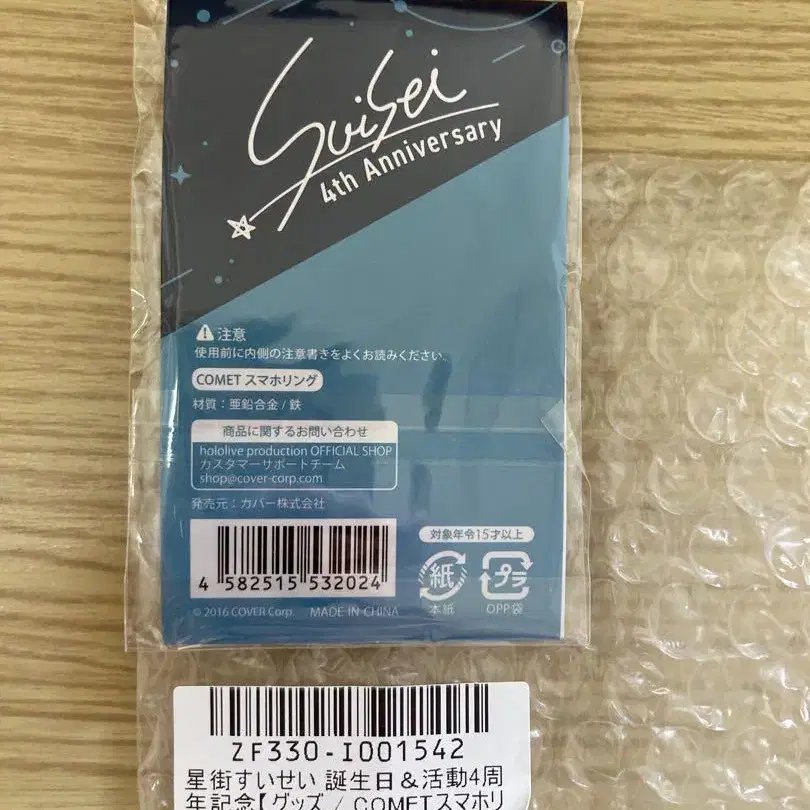 SuiSei
4th Anniversary
注意
使用前に内側の注意書きをよくお読みください。
COMET スマホリング
材質：亜鉛合金 / 鉄
商品に関するお問い合わせ
hololive production OFFICIAL SHOP
カスタマーサポートチーム
shop@cover-corp.com
発売元：カバー株式会社
対象年令15才以上
4 582515 532024
紙
プラ
本紙
OPP袋
© 2016 COVER Corp. MADE IN CHINA
ZF330-I001542
星街すいせい 誕生日＆活動4周
年記念【グッズ / COMETスマホリ